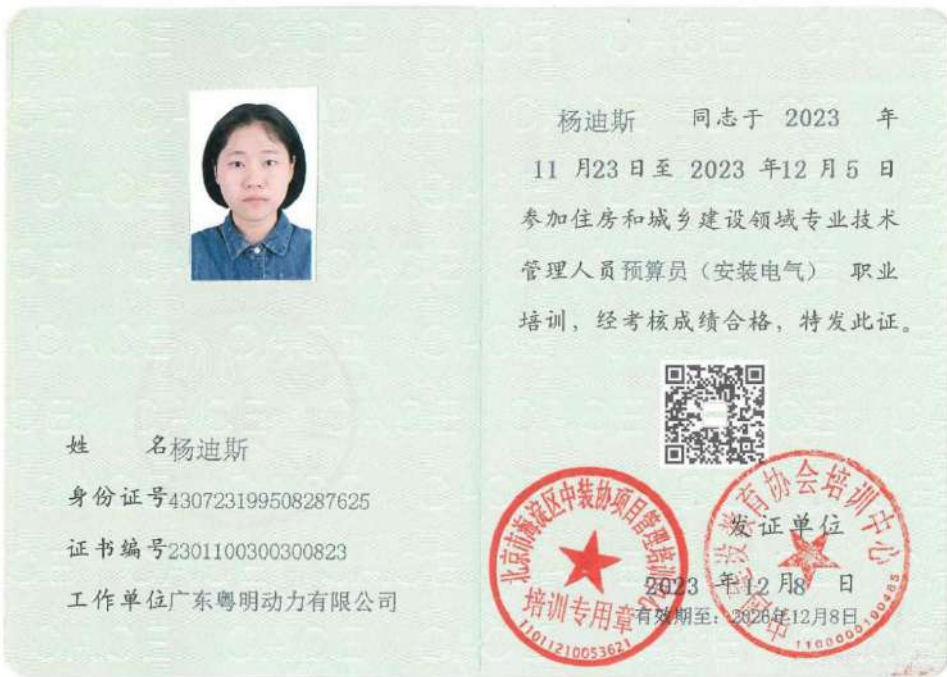 姓 名杨迪斯
身份证号430723199508287625
证书编号2301100300300823
工作单位广东粤明动力有限公司
杨迪斯 同志于 2023 年
11 月23 日至 2023 年12 月 5 日
参加住房和城乡建设领域专业技术
管理人员预算员（安装电气） 职业
培训，经考核成绩合格，特发此证。
发证单位
2023 年12 月8 日
有效期至：2026年12月8日
北京市海淀区中装协项目管理培训
培训专用章
1101121005362
中国建设教育协会培训中心
1100000190485